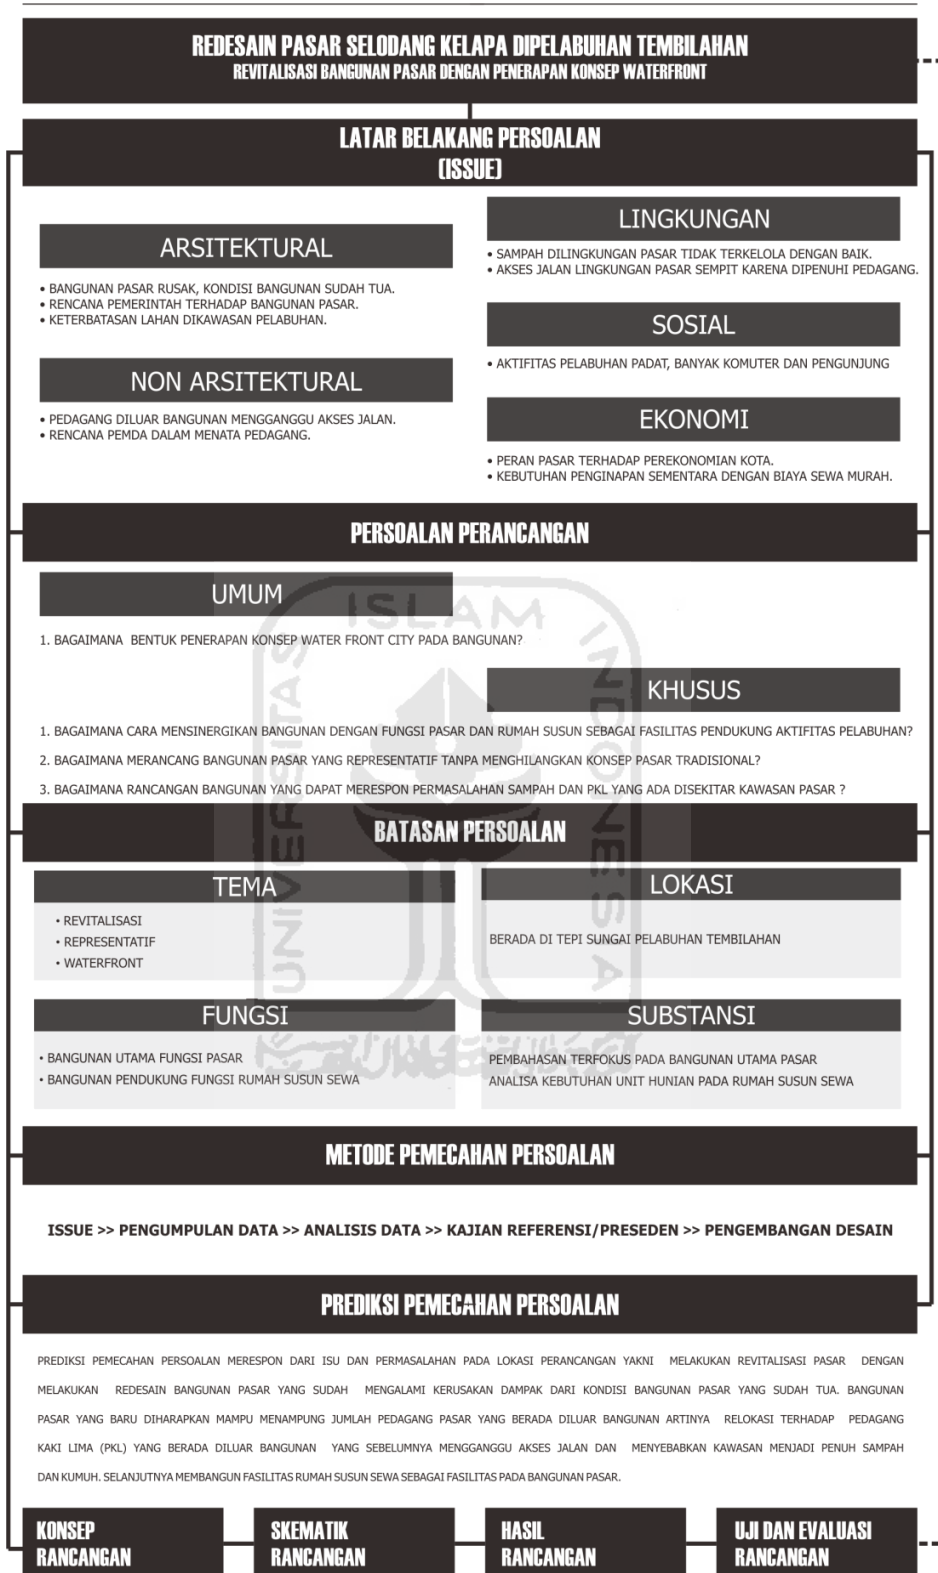 REDESAIN PASAR SELODANG KELAPA DIPELABUHAN TEMBILAHAN
REVITALISASI BANGUNAN PASAR DENGAN PENERAPAN KONSEP WATERFRONT
LATAR BELAKANG PERSOALAN
(ISSUE)
ARSITEKTURAL
• BANGUNAN PASAR RUSAK, KONDISI BANGUNAN SUDAH TUA.
• RENCANA PEMERINTAH TERHADAP BANGUNAN PASAR.
• KETERBATASAN LAHAN DIKAWASAN PELABUHAN.
NON ARSITEKTURAL
• PEDAGANG DILUAR BANGUNAN MENGGANGGU AKSES JALAN.
• RENCANA PEMDA DALAM MENATA PEDAGANG.
LINGKUNGAN
• SAMPAH DILINGKUNGAN PASAR TIDAK TERKELOLA DENGAN BAIK.
• AKSES JALAN LINGKUNGAN PASAR SEMPIT KARENA DIPENUHI PEDAGANG.
SOSIAL
• AKTIFITAS PELABUHAN PADAT, BANYAK KOMUTER DAN PENGUNJUNG
EKONOMI
• PERAN PASAR TERHADAP PEREKONOMIAN KOTA.
• KEBUTUHAN PENGINAPAN SEMENTARA DENGAN BIAYA SEWA MURAH.
PERSOALAN PERANCANGAN
UMUM
1. BAGAIMANA BENTUK PENERAPAN KONSEP WATER FRONT CITY PADA BANGUNAN?
KHUSUS
1. BAGAIMANA CARA MENSINERGIKAN BANGUNAN DENGAN FUNGSI PASAR DAN RUMAH SUSUN SEBAGAI FASILITAS PENDUKUNG AKTIFITAS PELABUHAN?
2. BAGAIMANA MERANCANG BANGUNAN PASAR YANG REPRESENTATIF TANPA MENGHILANGKAN KONSEP PASAR TRADISIONAL?
3. BAGAIMANA RANCANGAN BANGUNAN YANG DAPAT MERESPON PERMASALAHAN SAMPAH DAN PKL YANG ADA DISEKITAR KAWASAN PASAR ?
BATASAN PERSOALAN
TEMA
• REVITALISASI
• REPRESENTATIF
• WATERFRONT
LOKASI
BERADA DI TEPI SUNGAI PELABUHAN TEMBILAHAN
FUNGSI
• BANGUNAN UTAMA FUNGSI PASAR
• BANGUNAN PENDUKUNG FUNGSI RUMAH SUSUN SEWA
SUBSTANSI
PEMBAHASAN TERFOKUS PADA BANGUNAN UTAMA PASAR
ANALISA KEBUTUHAN UNIT HUNIAN PADA RUMAH SUSUN SEWA
METODE PEMECAHAN PERSOALAN
ISSUE >> PENGUMPULAN DATA >> ANALISIS DATA >> KAJIAN REFERENSI/PRESEDEN >> PENGEMBANGAN DESAIN
PREDIKSI PEMECAHAN PERSOALAN
PREDIKSI PEMECAHAN PERSOALAN MERESPON DARI ISU DAN PERMASALAHAN PADA LOKASI PERANCANGAN YAKNI MELAKUKAN REVITALISASI PASAR DENGAN
MELAKUKAN REDESAIN BANGUNAN PASAR YANG SUDAH MENGALAMI KERUSAKAN DAMPAK DARI KONDISI BANGUNAN PASAR YANG SUDAH TUA. BANGUNAN
PASAR YANG BARU DIHARAPKAN MAMPU MENAMPUNG JUMLAH PEDAGANG PASAR YANG BERADA DILUAR BANGUNAN ARTINYA RELOKASI TERHADAP PEDAGANG
KAKI LIMA (PKL) YANG BERADA DILUAR BANGUNAN YANG SEBELUMNYA MENGGANGU AKSES JALAN DAN MENYEBABKAN KAWASAN MENJADI PENUH SAMPAH
DAN KUMUH. SELANJUTNYA MEMBANGUN FASILITAS RUMAH SUSUN SEWA SEBAGAI FASILITAS PADA BANGUNAN PASAR.
KONSEP
RANCANGAN
SKEMATIK
RANCANGAN
HASIL
RANCANGAN
UJI DAN EVALUASI
RANCANGAN
UNIVERSITAS
ISLAM
INDONESIA